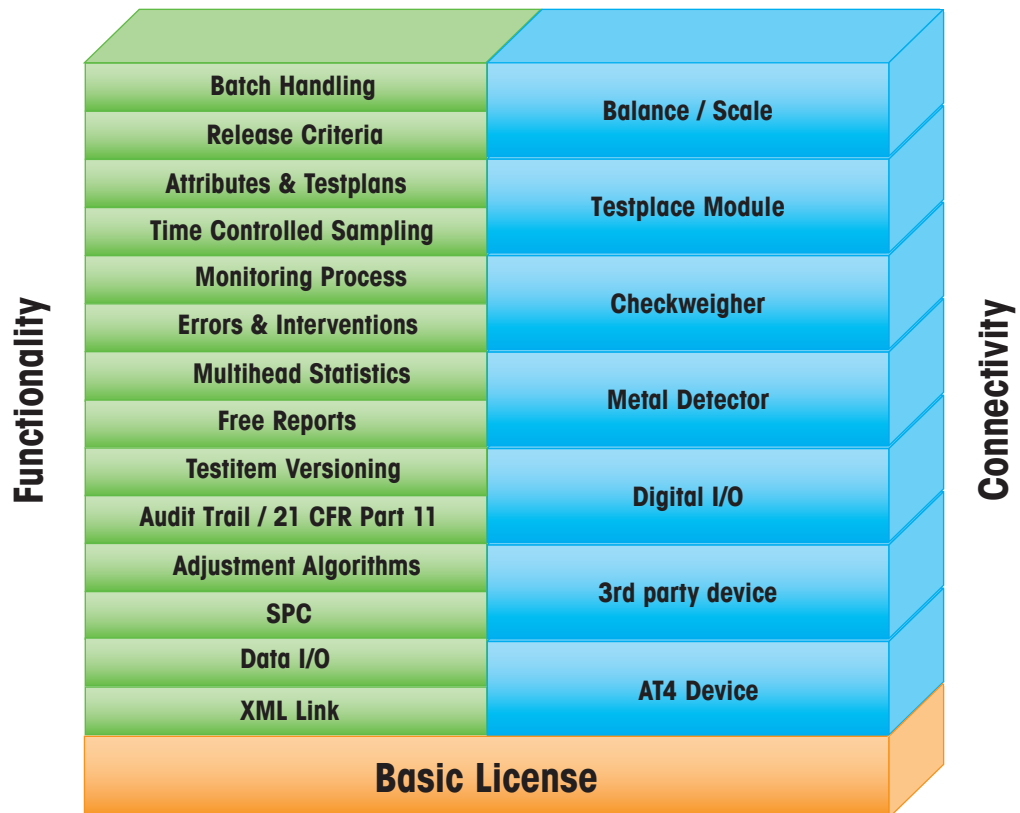 Functionality
Batch Handling
Release Criteria
Attributes & Testplans
Time Controlled Sampling
Monitoring Process
Errors & Interventions
Multihead Statistics
Free Reports
Testitem Versioning
Audit Trail / 21 CFR Part 11
Adjustment Algorithms
SPC
Data I/O
XML Link
Balance / Scale
Testplace Module
Checkweigher
Metal Detector
Digital I/O
3rd party device
AT4 Device
Connectivity
Basic License